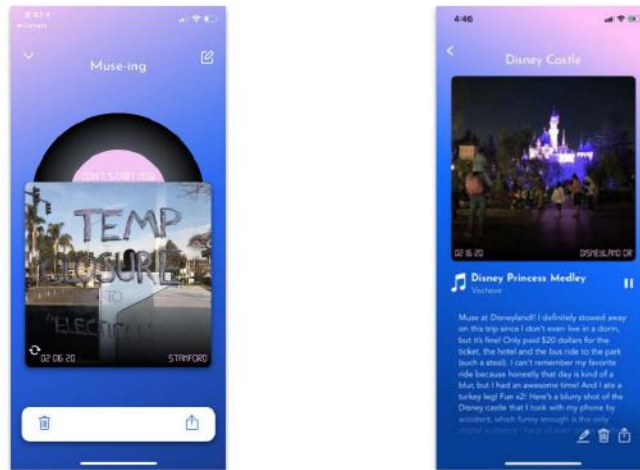 Camera
Muse-ing
DON'T START NOW
TEMP
CLOSURE
TO
02 06 20
STANFORD
4:46
Disney Castle
02 16 20
DISNEYLAND DR
Disney Princess Medley
Voctave
Muse at Disneyland!! I definitely stowed away
on this trip since I don't even live in a dorm,
but it's fine! Only paid $20 dollars for the
ticket, the hotel and the bus ride to the park
(such a steal). I can't remember my favorite
ride because honestly that day is kind of a
blur, but I had an awesome time! And I ate a
turkey leg! Fun x2! Here's a blurry shot of the
Disney castle that I took with my phone by
accident, which funny enough is the only